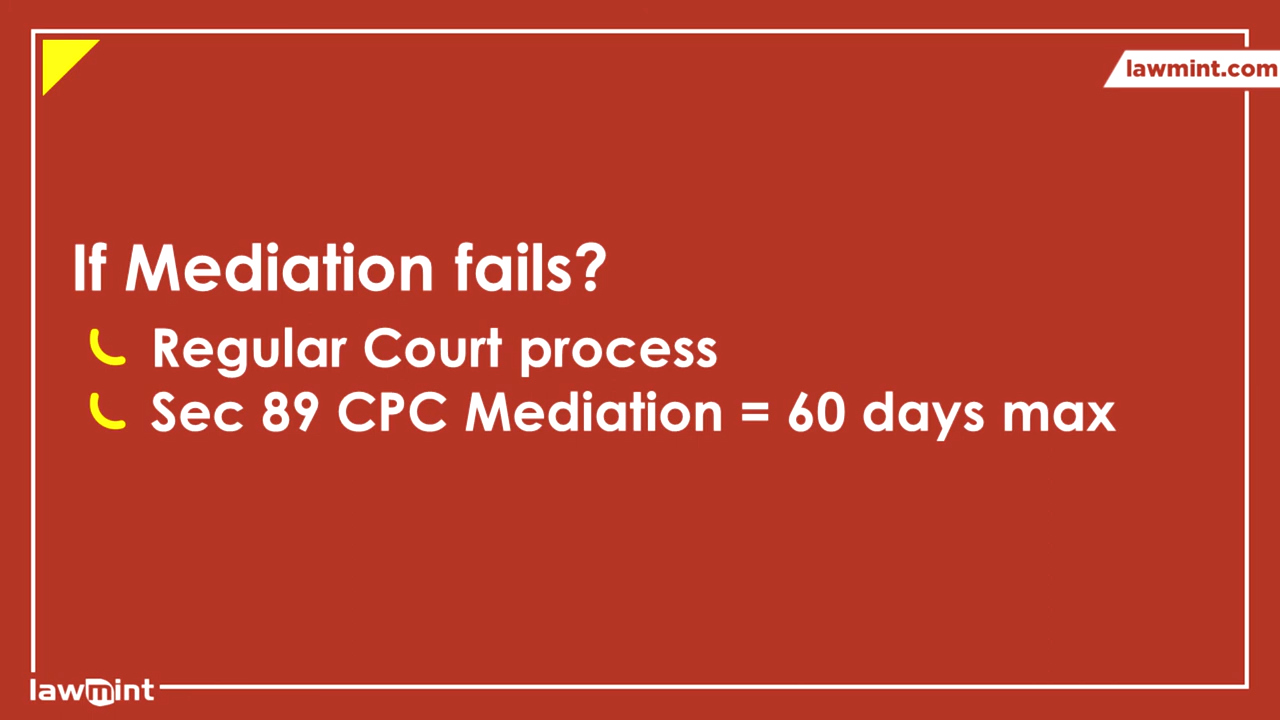 lawmint.com
If Mediation fails?
Regular Court process
Sec 89 CPC Mediation = 60 days max
lawmint